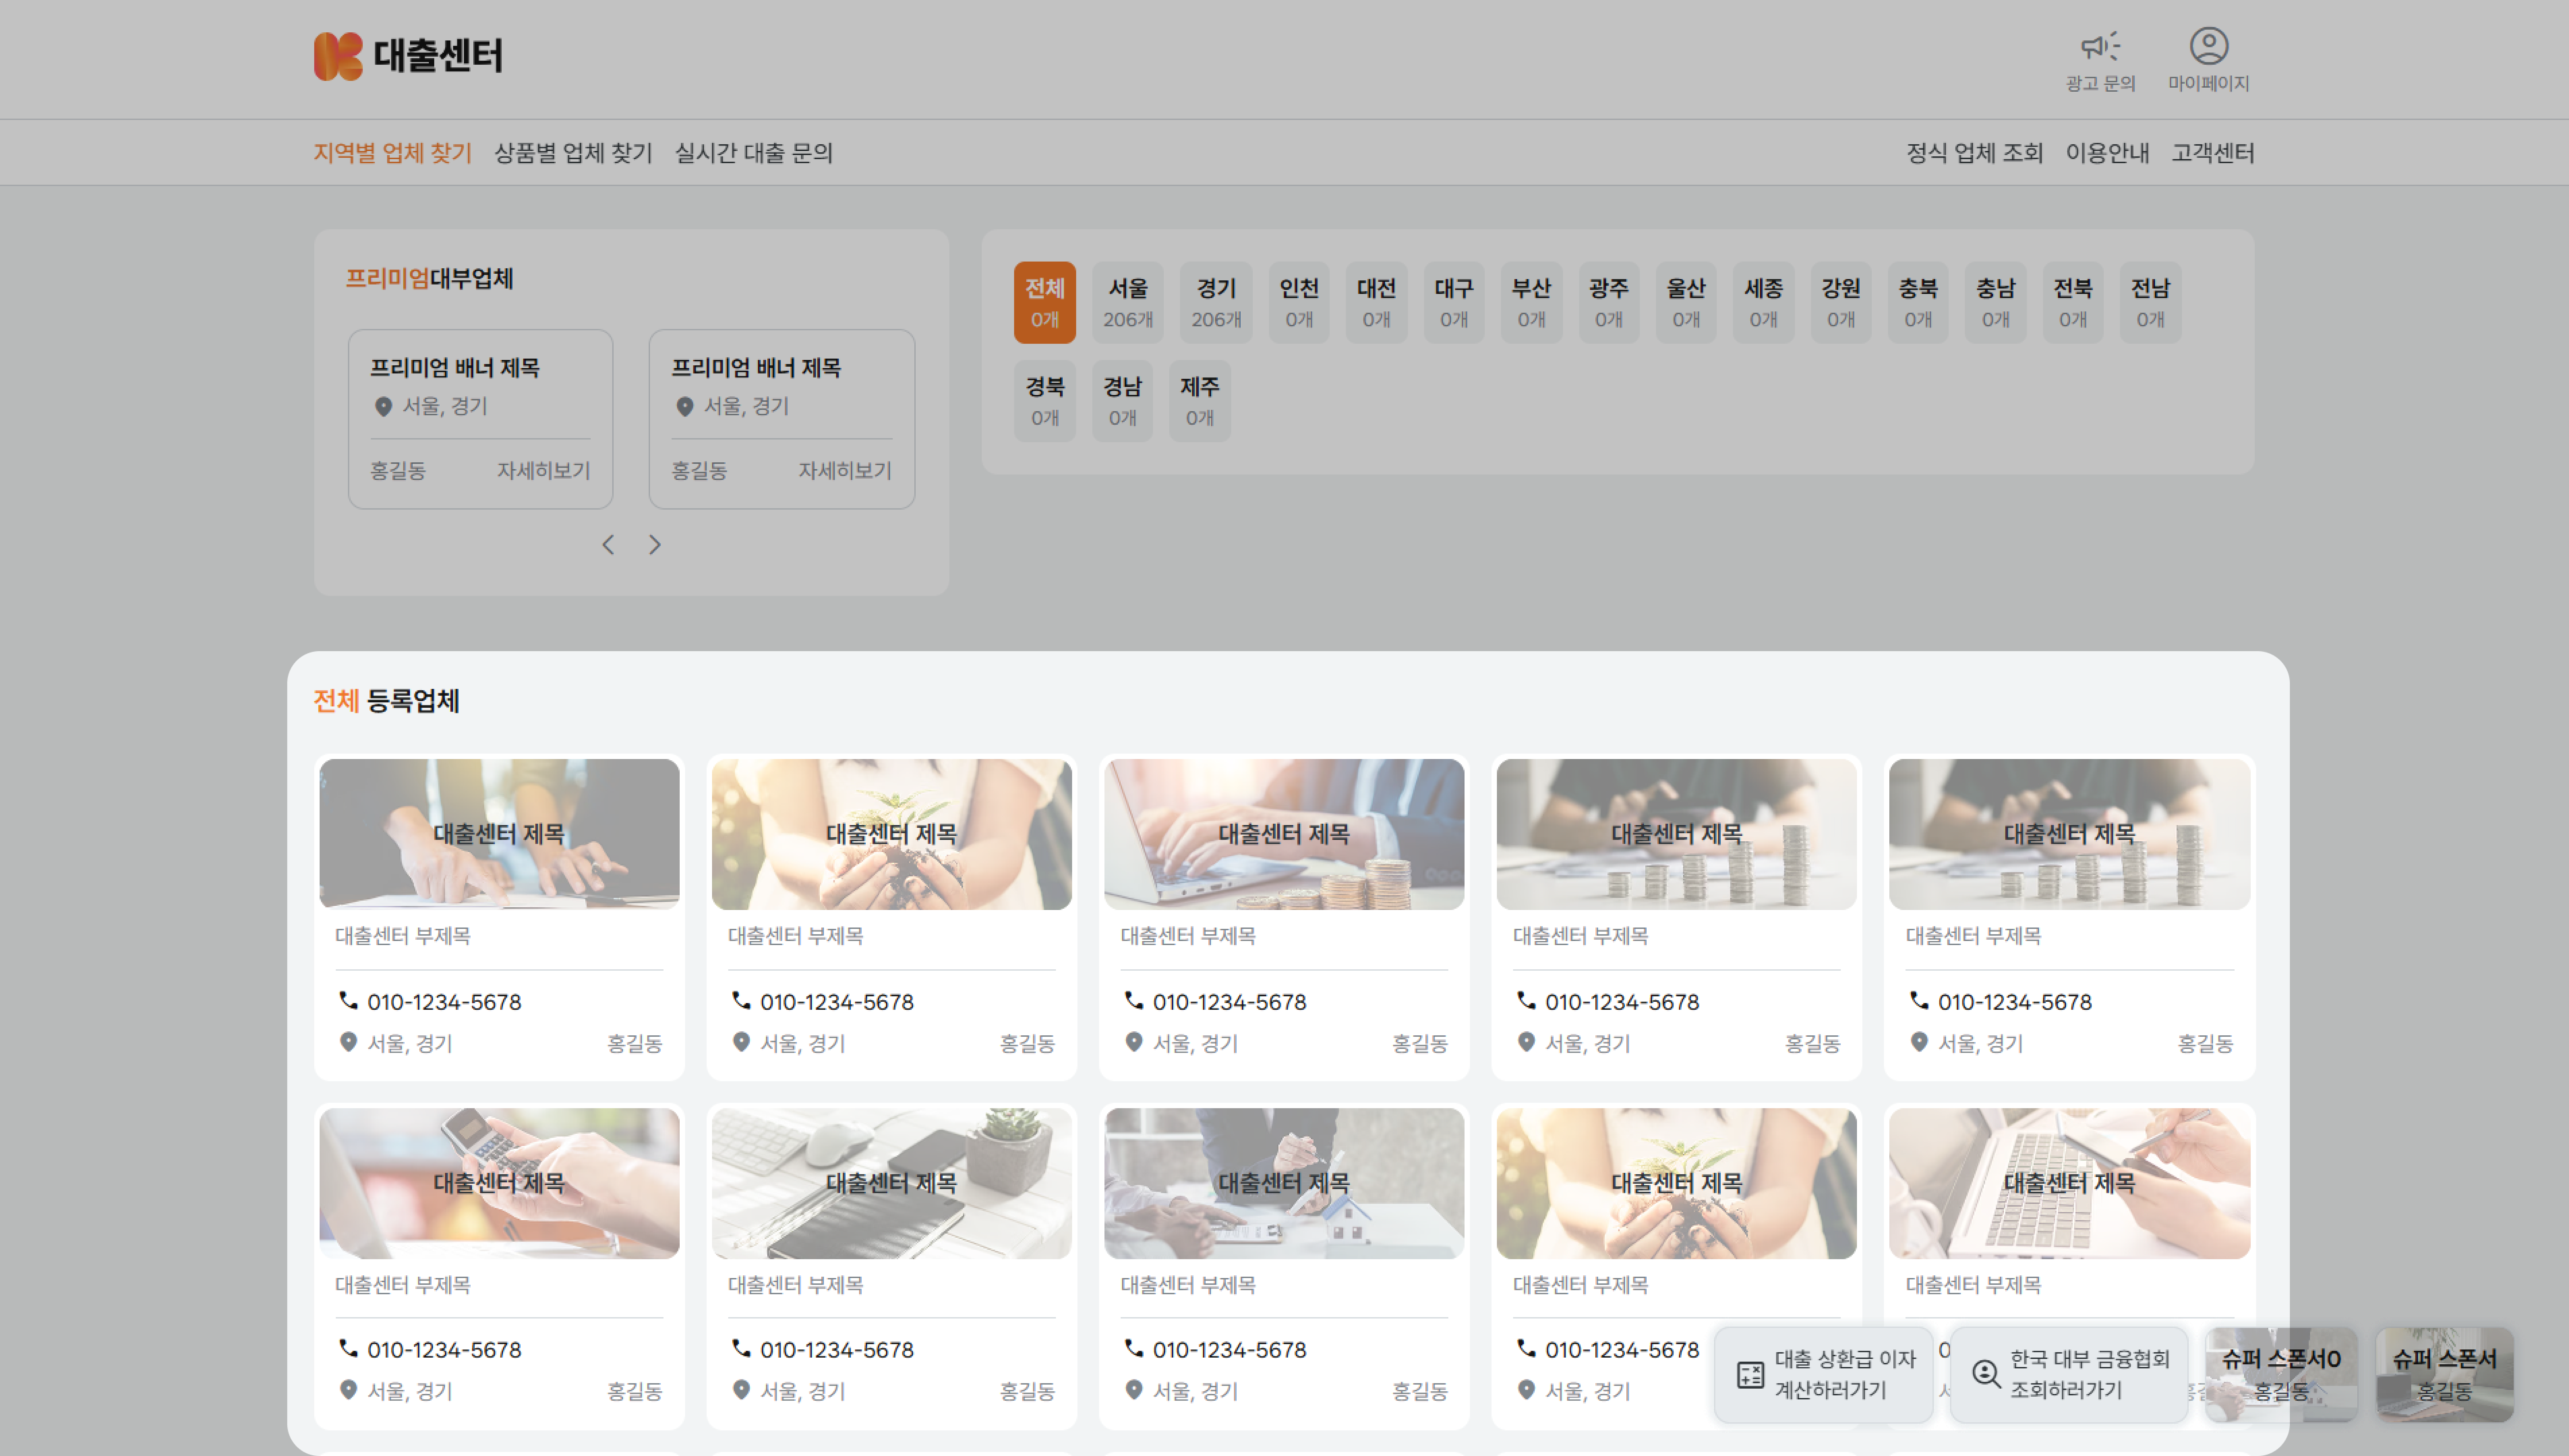 대출센터
광고 문의
마이페이지
지역별 업체 찾기 상품별 업체 찾기 실시간 대출 문의
정식 업체 조회 이용안내 고객센터
프리미엄대부업체
프리미엄 배너 제목
서울, 경기
홍길동 자세히보기
프리미엄 배너 제목
서울, 경기
홍길동 자세히보기
전체 서울 경기 인천 대전 대구 부산 광주 울산 세종 강원 충북 충남 전북 전남
0개 206개 206개 0개 0개 0개 0개 0개 0개 0개 0개 0개 0개 0개 0개
경북 경남 제주
0개 0개 0개
전체 등록업체
대출센터 제목 대출센터 제목 대출센터 제목 대출센터 제목 대출센터 제목
대출센터 부제목 대출센터 부제목 대출센터 부제목 대출센터 부제목 대출센터 부제목
010-1234-5678 010-1234-5678 010-1234-5678 010-1234-5678 010-1234-5678
서울, 경기 홍길동 서울, 경기 홍길동 서울, 경기 홍길동 서울, 경기 홍길동 서울, 경기 홍길동
대출센터 제목 대출센터 제목 대출센터 제목 대출센터 제목 대출센터 제목
대출센터 부제목 대출센터 부제목 대출센터 부제목 대출센터 부제목 대출센터 부제목
010-1234-5678 010-1234-5678 010-1234-5678 010-1234-5678
서울, 경기 홍길동 서울, 경기 홍길동 서울, 경기 홍길동 서울, 경기
대출 상환급 이자
계산하러가기
한국 대부 금융협회
조회하러가기
슈퍼 스폰서0
홍길동
슈퍼 스폰서
홍길동